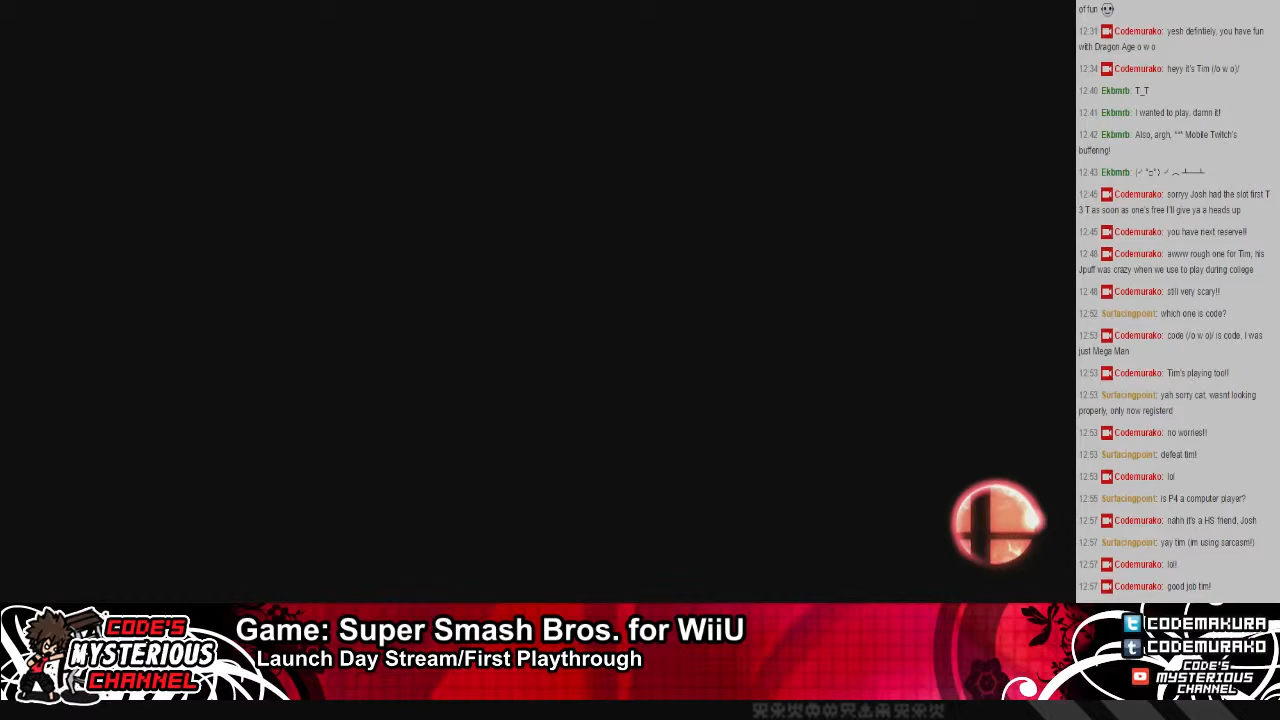 of fun
12:31 Codemurako: yesh defintiely, you have fun
with Dragon Age o w o
12:34 Codemurako: heyy it's Tim (/o w o)/
12:40 Ekbmrb: T_T
12:41 Ekbmrb: I wanted to play, damn it!
12:42 Ekbmrb: Also, argh, *** Mobile Twitch's
buffering!
12:43 Ekbmrb: (╯°□°)╯︵ ┻━┻
12:45 Codemurako: sorryy Josh had the slot first T
3 T as soon as one's free I'll give ya a heads up
12:45 Codemurako: you have next reserve!!
12:48 Codemurako: awww rough one for Tim, his
Jpuff was crazy when we use to play during college
12:48 Codemurako: still very scary!!
12:52 Surfacingpoint: which one is code?
12:53 Codemurako: code (/o w o)/ is code, I was
just Mega Man
12:53 Codemurako: Tim's playing too!!
12:53 Surfacingpoint: yah sorry cat, wasnt looking
properly, only now registerd
12:53 Codemurako: no worries!!
12:53 Surfacingpoint: defeat tim!
12:53 Codemurako: lol
12:55 Surfacingpoint: is P4 a computer player?
12:57 Codemurako: nahh it's a HS friend, Josh
12:57 Surfacingpoint: yay tim (im using sarcasm!)
12:57 Codemurako: lol!
12:57 Codemurako: good job tim!
CODE'S
MYSTERIOUS
CHANNEL
Game: Super Smash Bros. for WiiU
Launch Day Stream/First Playthrough
CODEMAKURA
CODEMURAKO
CODE'S
MYSTERIOUS
CHANNEL